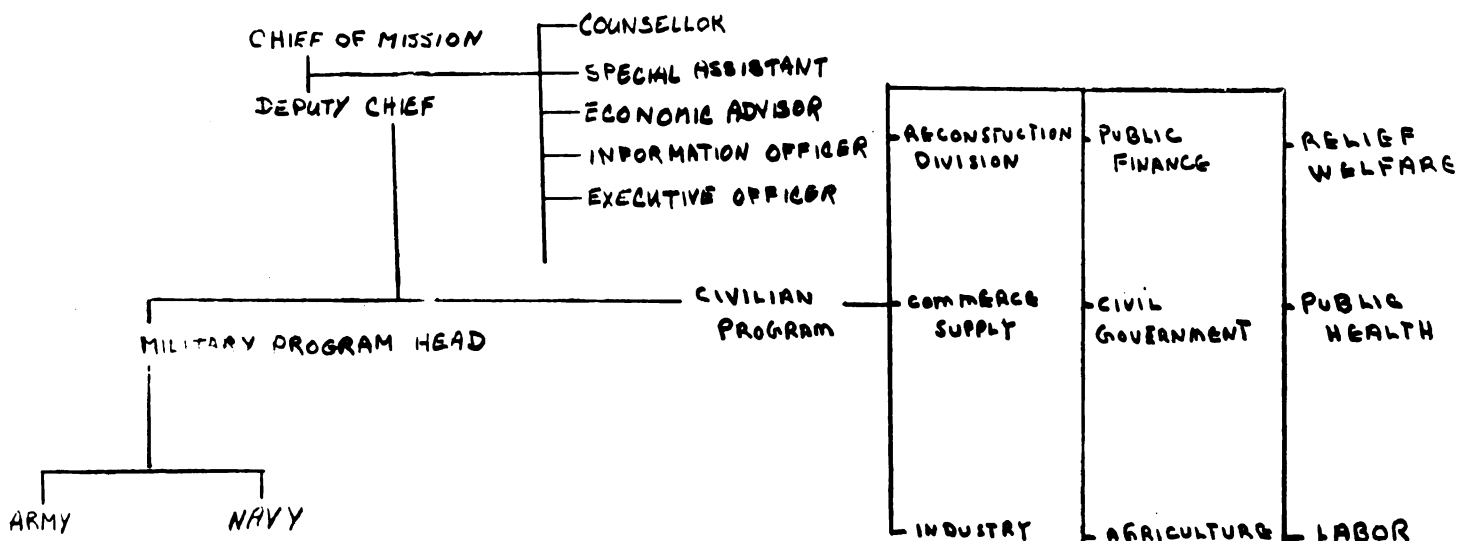 CHIEF OF MISSION
DEPUTY CHIEF
COUNSELLOR
SPECIAL ASSISTANT
ECONOMIC ADVISOR
INFORMATION OFFICER
EXECUTIVE OFFICER
MILITARY PROGRAM HEAD
ARMY
NAVY
CIVILIAN
PROGRAM
RECONSTUCTION
DIVISION
COMMERCE
SUPPLY
INDUSTRY
PUBLIC
FINANCE
CIVIL
GOVERNMENT
AGRICULTURE
RELIEF
WELFARE
PUBLIC
HEALTH
LABOR